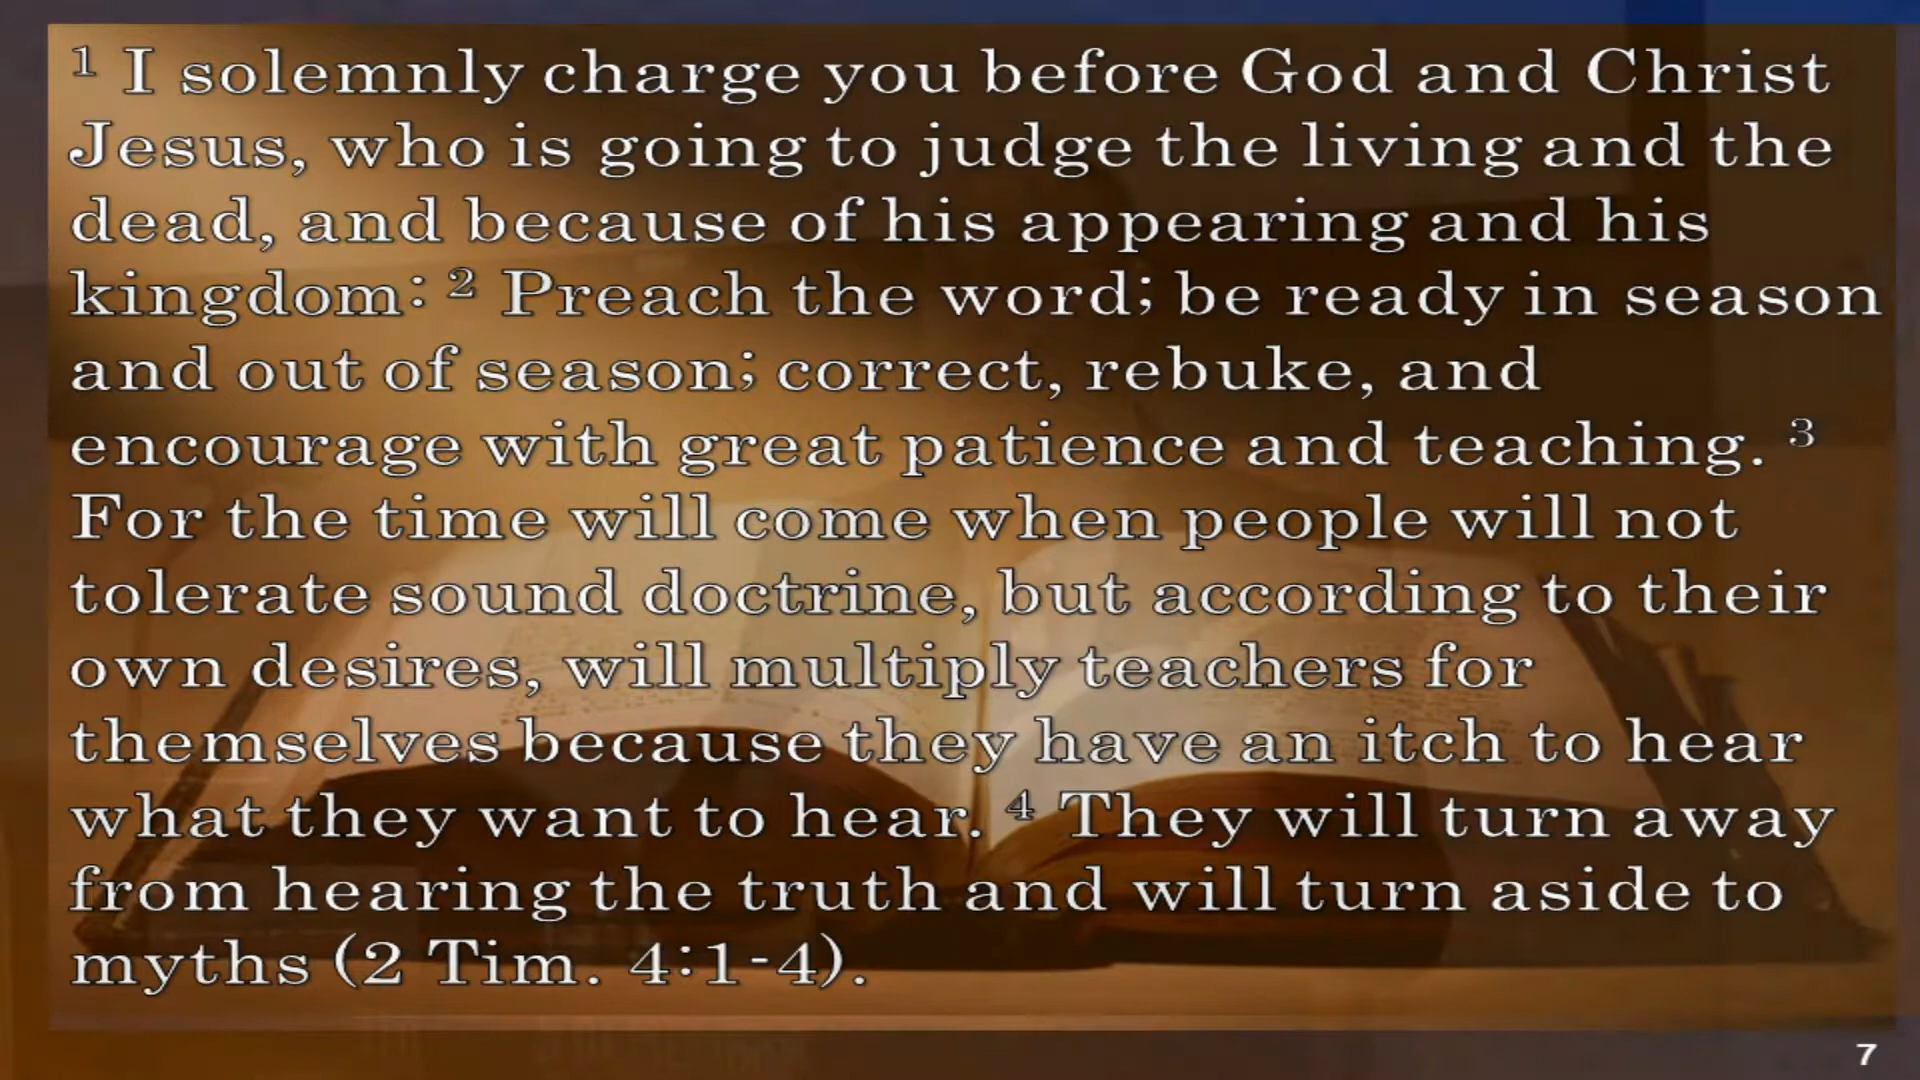 ¹ I solemnly charge you before God and Christ
Jesus, who is going to judge the living and the
dead, and because of his appearing and his
kingdom: ² Preach the word; be ready in season
and out of season; correct, rebuke, and
encourage with great patience and teaching. ³
For the time will come when people will not
tolerate sound doctrine, but according to their
own desires, will multiply teachers for
themselves because they have an itch to hear
what they want to hear. ⁴ They will turn away
from hearing the truth and will turn aside to
myths (2 Tim. 4:1-4).
7